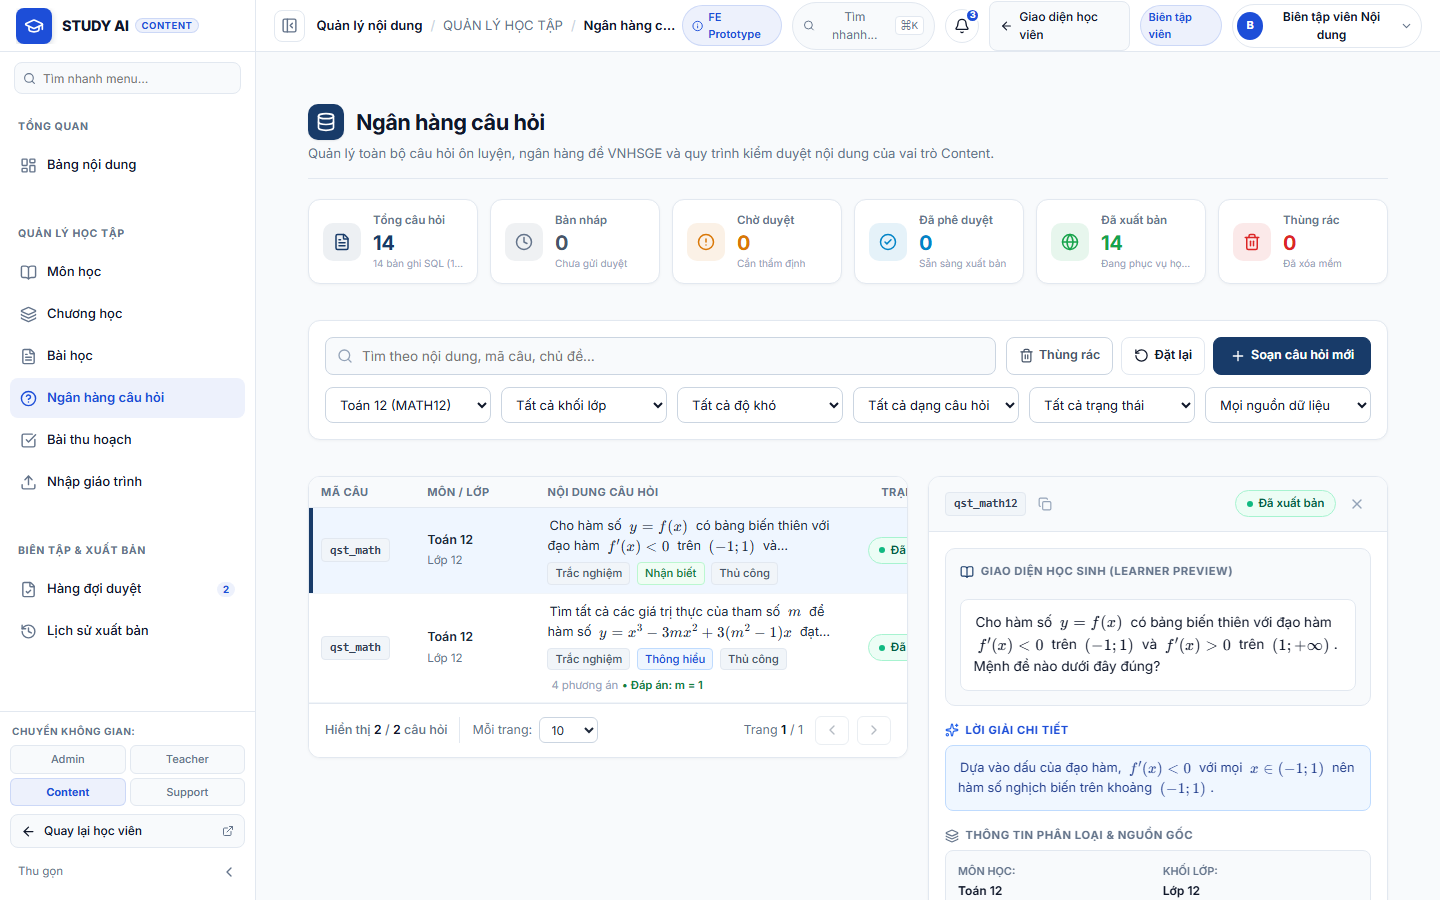 STUDY AI CONTENT
Quản lý nội dung / QUẢN LÝ HỌC TẬP / Ngân hàng c...
FE
Prototype
Tìm
nhanh...
⌘K
3
Giao diện học
viên
Biên tập
viên
B
Biên tập viên Nội
dung
Tìm nhanh menu...
TỔNG QUAN
Bảng nội dung
QUẢN LÝ HỌC TẬP
Môn học
Chương học
Bài học
Ngân hàng câu hỏi
Bài thu hoạch
Nhập giáo trình
BIÊN TẬP & XUẤT BẢN
Hàng đợi duyệt 2
Lịch sử xuất bản
CHUYỂN KHÔNG GIAN:
Admin Teacher
Content Support
Quay lại học viên
Thu gọn
Ngân hàng câu hỏi
Quản lý toàn bộ câu hỏi ôn luyện, ngân hàng đề VNHSGE và quy trình kiểm duyệt nội dung của vai trò Content.
Tổng câu hỏi
14
14 bản ghi SQL (1...
Bản nháp
0
Chưa gửi duyệt
Chờ duyệt
0
Cần thẩm định
Đã phê duyệt
0
Sẵn sàng xuất bản
Đã xuất bản
14
Đang phục vụ họ...
Thùng rác
0
Đã xóa mềm
Tìm theo nội dung, mã câu, chủ đề...
Thùng rác
Đặt lại
Soạn câu hỏi mới
Toán 12 (MATH12) Tất cả khối lớp Tất cả độ khó Tất cả dạng câu hỏi Tất cả trạng thái Mọi nguồn dữ liệu
MÃ CÂU MÔN / LỚP NỘI DUNG CÂU HỎI TRẠ
qst_math
Toán 12
Lớp 12
Cho hàm số y = f(x) có bảng biến thiên với
đạo hàm f′(x) < 0 trên (−1; 1) và...
Trắc nghiệm Nhận biết Thủ công
Đã
qst_math
Toán 12
Lớp 12
Tìm tất cả các giá trị thực của tham số m để
hàm số y = x³ − 3mx² + 3(m² − 1)x đạt...
Trắc nghiệm Thông hiểu Thủ công
4 phương án • Đáp án: m = 1
Đã
Hiển thị 2 / 2 câu hỏi Mỗi trang: 10 Trang 1 / 1
qst_math12
Đã xuất bản
GIAO DIỆN HỌC SINH (LEARNER PREVIEW)
Cho hàm số y = f(x) có bảng biến thiên với đạo hàm
f′(x) < 0 trên (−1; 1) và f′(x) > 0 trên (1; +∞) .
Mệnh đề nào dưới đây đúng?
LỜI GIẢI CHI TIẾT
Dựa vào dấu của đạo hàm, f′(x) < 0 với mọi x ∈ (−1; 1) nên
hàm số nghịch biến trên khoảng (−1; 1) .
THÔNG TIN PHÂN LOẠI & NGUỒN GỐC
MÔN HỌC: KHỐI LỚP:
Toán 12 Lớp 12